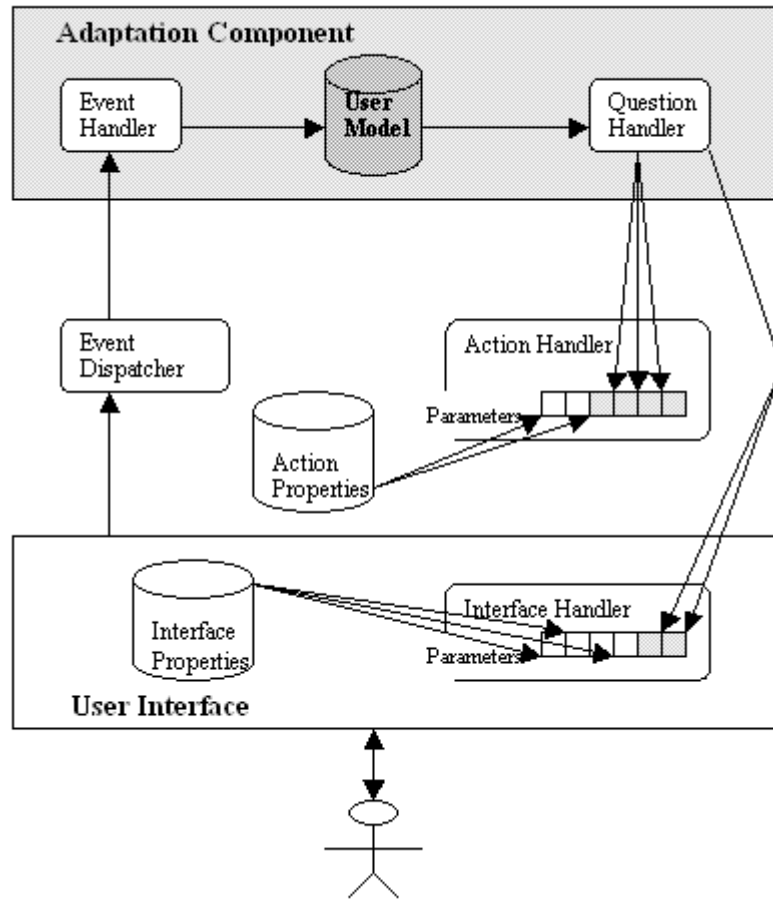 Adaptation Component
Event
Handler
User
Model
Question
Handler
Event
Dispatcher
Action Handler
Parameters
Action
Properties
Interface
Properties
Interface Handler
Parameters
User Interface